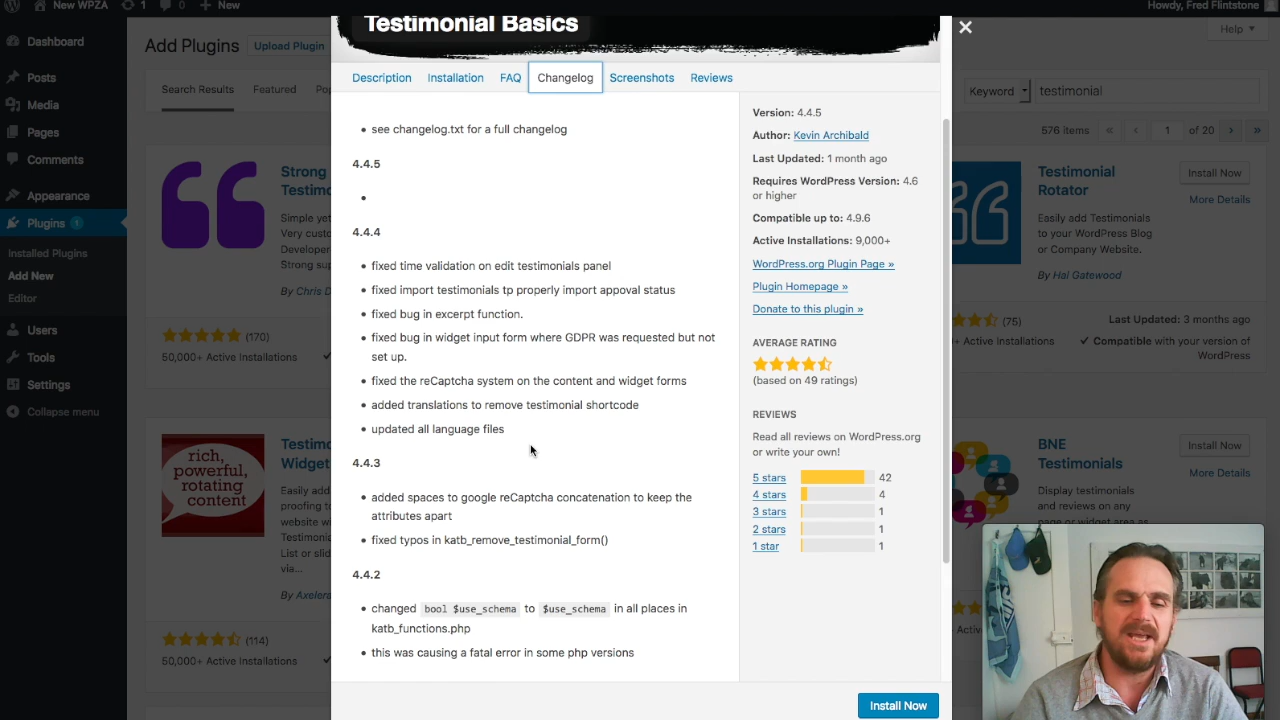 New WPZA
1
0
New
Howdy, Fred Flintstone
Dashboard
Posts
Media
Pages
Comments
Appearance
Plugins 1
Installed Plugins
Add New
Editor
Users
Tools
Settings
Collapse menu
Add Plugins
Upload Plugin
Help
Search Results
Featured
Keyword
testimonial
576 items
«
‹
1
of 20
›
»
Strong
By Chris
(170)
50,000+ Active Installations
rich,
powerful,
rotating
content
Easily add
website
List or
via...
(114)
50,000+ Active Installations
Testimonial Basics
Description
Installation
FAQ
Changelog
Screenshots
Reviews
see changelog.txt for a full changelog
4.4.5
4.4.4
fixed time validation on edit testimonials panel
fixed import testimonials tp properly import appoval status
fixed bug in excerpt function.
fixed bug in widget input form where GDPR was requested but not
set up.
fixed the reCaptcha system on the content and widget forms
added translations to remove testimonial shortcode
updated all language files
4.4.3
added spaces to google reCaptcha concatenation to keep the
attributes apart
fixed typos in katb_remove_testimonial_form()
4.4.2
changed bool $use_schema to $use_schema in all places in
katb_functions.php
this was causing a fatal error in some php versions
Version: 4.4.5
Author: Kevin Archibald
Last Updated: 1 month ago
Requires WordPress Version: 4.6
or higher
Compatible up to: 4.9.6
Active Installations: 9,000+
WordPress.org Plugin Page »
Plugin Homepage »
Donate to this plugin »
AVERAGE RATING
(based on 49 ratings)
REVIEWS
Read all reviews on WordPress.org
or write your own!
5 stars 42
4 stars 4
3 stars 1
2 stars 1
1 star 1
Install Now
Testimonial
Rotator
Install Now
More Details
Easily add Testimonials
to your WordPress Blog
or Company Website.
By Hal Gatewood
(75)
Last Updated: 3 months ago
Active Installations
Compatible with your version of
WordPress
BNE
Testimonials
Install Now
More Details
Display testimonials
and reviews on any
page or widget area as